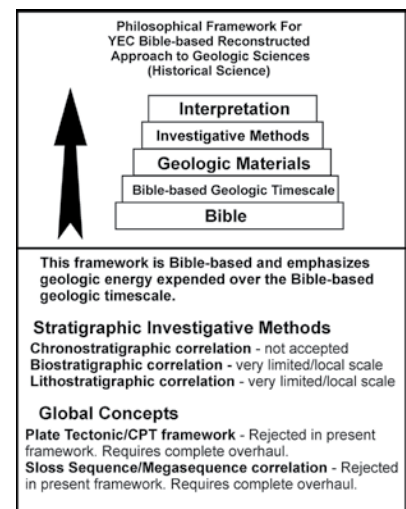 Philosophical Framework For
YEC Bible-based Reconstructed
Approach to Geologic Sciences
(Historical Science)
Interpretation
Investigative Methods
Geologic Materials
Bible-based Geologic Timescale
Bible
This framework is Bible-based and emphasizes
geologic energy expended over the Bible-based
geologic timescale.
Stratigraphic Investigative Methods
Chronostratigraphic correlation - not accepted
Biostratigraphic correlation - very limited/local scale
Lithostratigraphic correlation - very limited/local scale
Global Concepts
Plate Tectonic/CPT framework - Rejected in present
framework. Requires complete overhaul.
Sloss Sequence/Megasequence correlation - Rejected
in present framework. Requires complete overhaul.